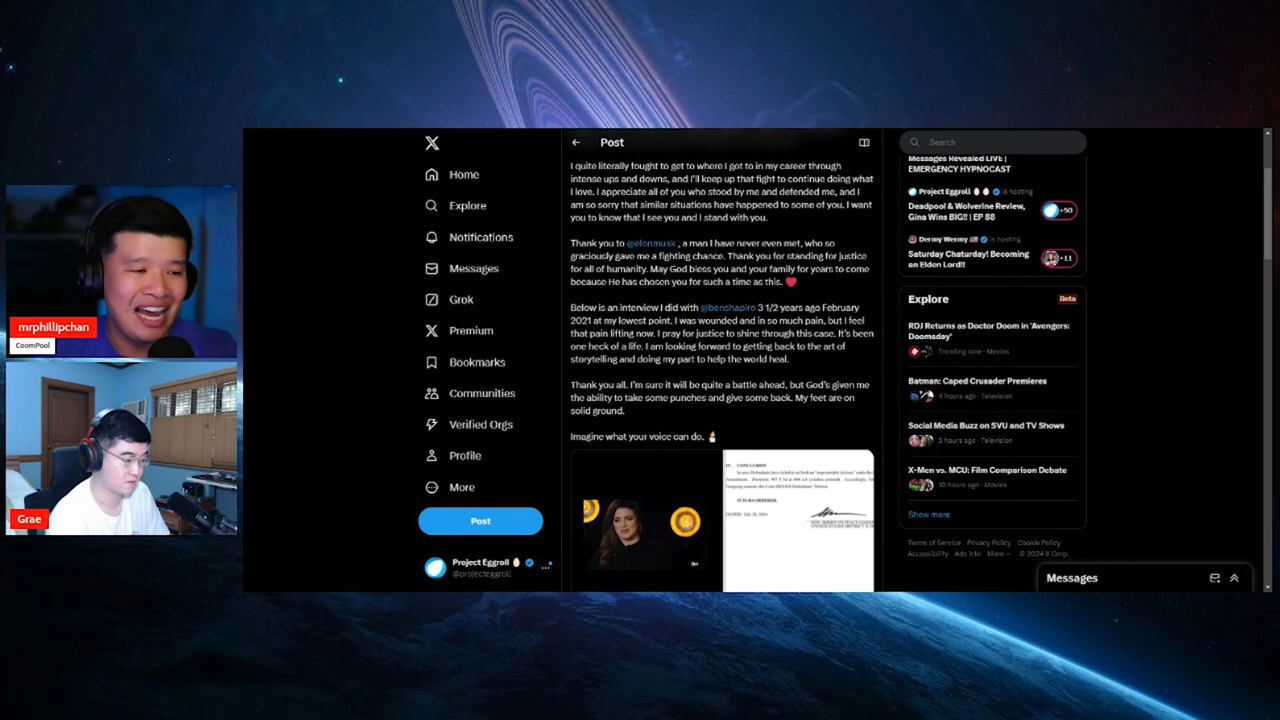 mrphillipchan
CoomPool
Grae
Home
Explore
Notifications
Messages
Grok
Premium
Bookmarks
Communities
Verified Orgs
Profile
More
Post
Project Eggroll
@projecteggroll
Post
I quite literally fought to get to where I got to in my career through
intense ups and downs, and I'll keep up that fight to continue doing what
I love. I appreciate all of you who stood by me and defended me, and I
am so sorry that similar situations have happened to some of you. I want
you to know that I see you and I stand with you.
Thank you to @elonmusk , a man I have never even met, who so
graciously gave me a fighting chance. Thank you for standing for justice
for all of humanity. May God bless you and your family for years to come
because He has chosen you for such a time as this. ❤️
Below is an interview I did with @benshapiro 3 1/2 years ago February
2021 at my lowest point. I was wounded and in so much pain, but I feel
that pain lifting now. I pray for justice to shine through this case. It's been
one heck of a life. I am looking forward to getting back to the art of
storytelling and doing my part to help the world heal.
Thank you all. I'm sure it will be quite a battle ahead, but God's given me
the ability to take some punches and give some back. My feet are on
solid ground.
Imagine what your voice can do. 🕯️
CONCLUSION
IT IS SO ORDERED.
Search
Messages Revealed LIVE |
EMERGENCY HYPNOCAST
Project Eggroll is hosting
Deadpool & Wolverine Review,
Gina Wins BIG!! | EP 88
+50
Dermy Wermy is hosting
Saturday Chaturday! Becoming
an Elden Lord!!
+11
Explore
Beta
RDJ Returns as Doctor Doom in 'Avengers:
Doomsday'
Trending now · Movies
Batman: Caped Crusader Premieres
4 hours ago · Television
Social Media Buzz on SVU and TV Shows
5 hours ago · Television
X-Men vs. MCU: Film Comparison Debate
10 hours ago · Movies
Show more
Terms of Service Privacy Policy Cookie Policy
Accessibility Ads info More ··· © 2024 X Corp.
Messages